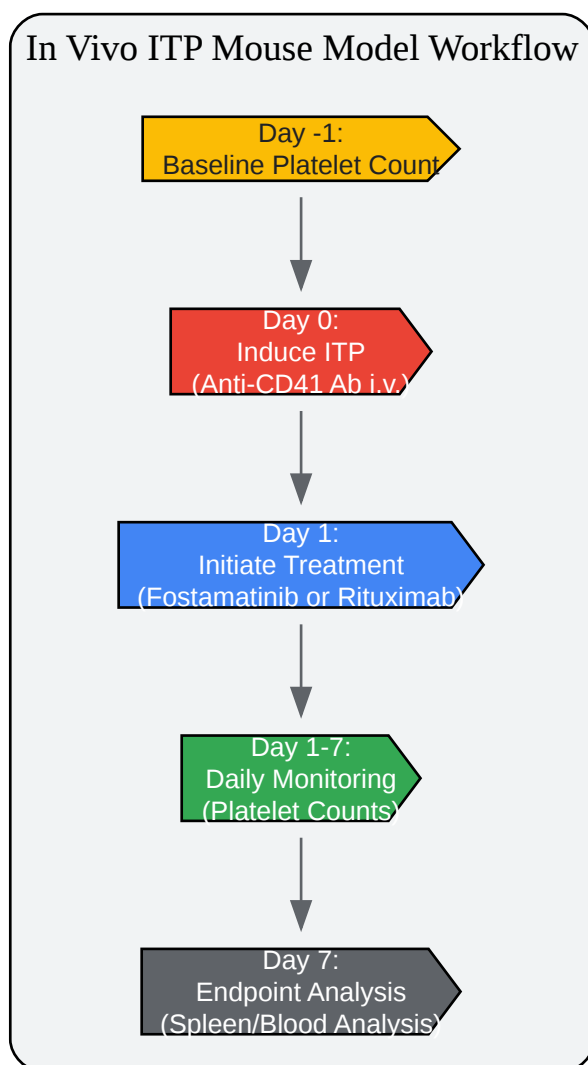 In Vivo ITP Mouse Model Workflow
Day -1:
Baseline Platelet Count
Day 0:
Induce ITP
(Anti-CD41 Ab i.v.)
Day 1:
Initiate Treatment
(Fostamatinib or Rituximab)
Day 1-7:
Daily Monitoring
(Platelet Counts)
Day 7:
Endpoint Analysis
(Spleen/Blood Analysis)